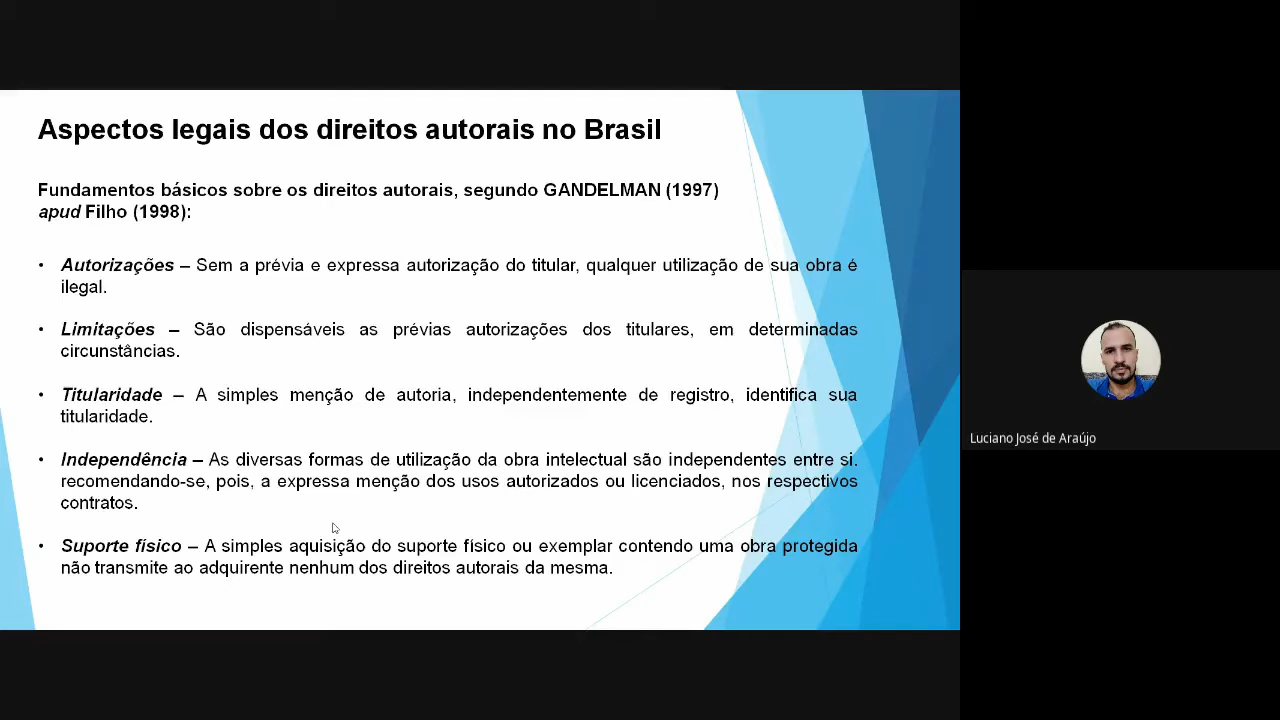 Aspectos legais dos direitos autorais no Brasil
Fundamentos básicos sobre os direitos autorais, segundo GANDELMAN (1997)
apud Filho (1998):
• Autorizações – Sem a prévia e expressa autorização do titular, qualquer utilização de sua obra é
ilegal.
• Limitações – São dispensáveis as prévias autorizações dos titulares, em determinadas
circunstâncias.
• Titularidade – A simples menção de autoria, independentemente de registro, identifica sua
titularidade.
• Independência – As diversas formas de utilização da obra intelectual são independentes entre si.
recomendando-se, pois, a expressa menção dos usos autorizados ou licenciados, nos respectivos
contratos.
• Suporte físico – A simples aquisição do suporte físico ou exemplar contendo uma obra protegida
não transmite ao adquirente nenhum dos direitos autorais da mesma.
Luciano José de Araújo